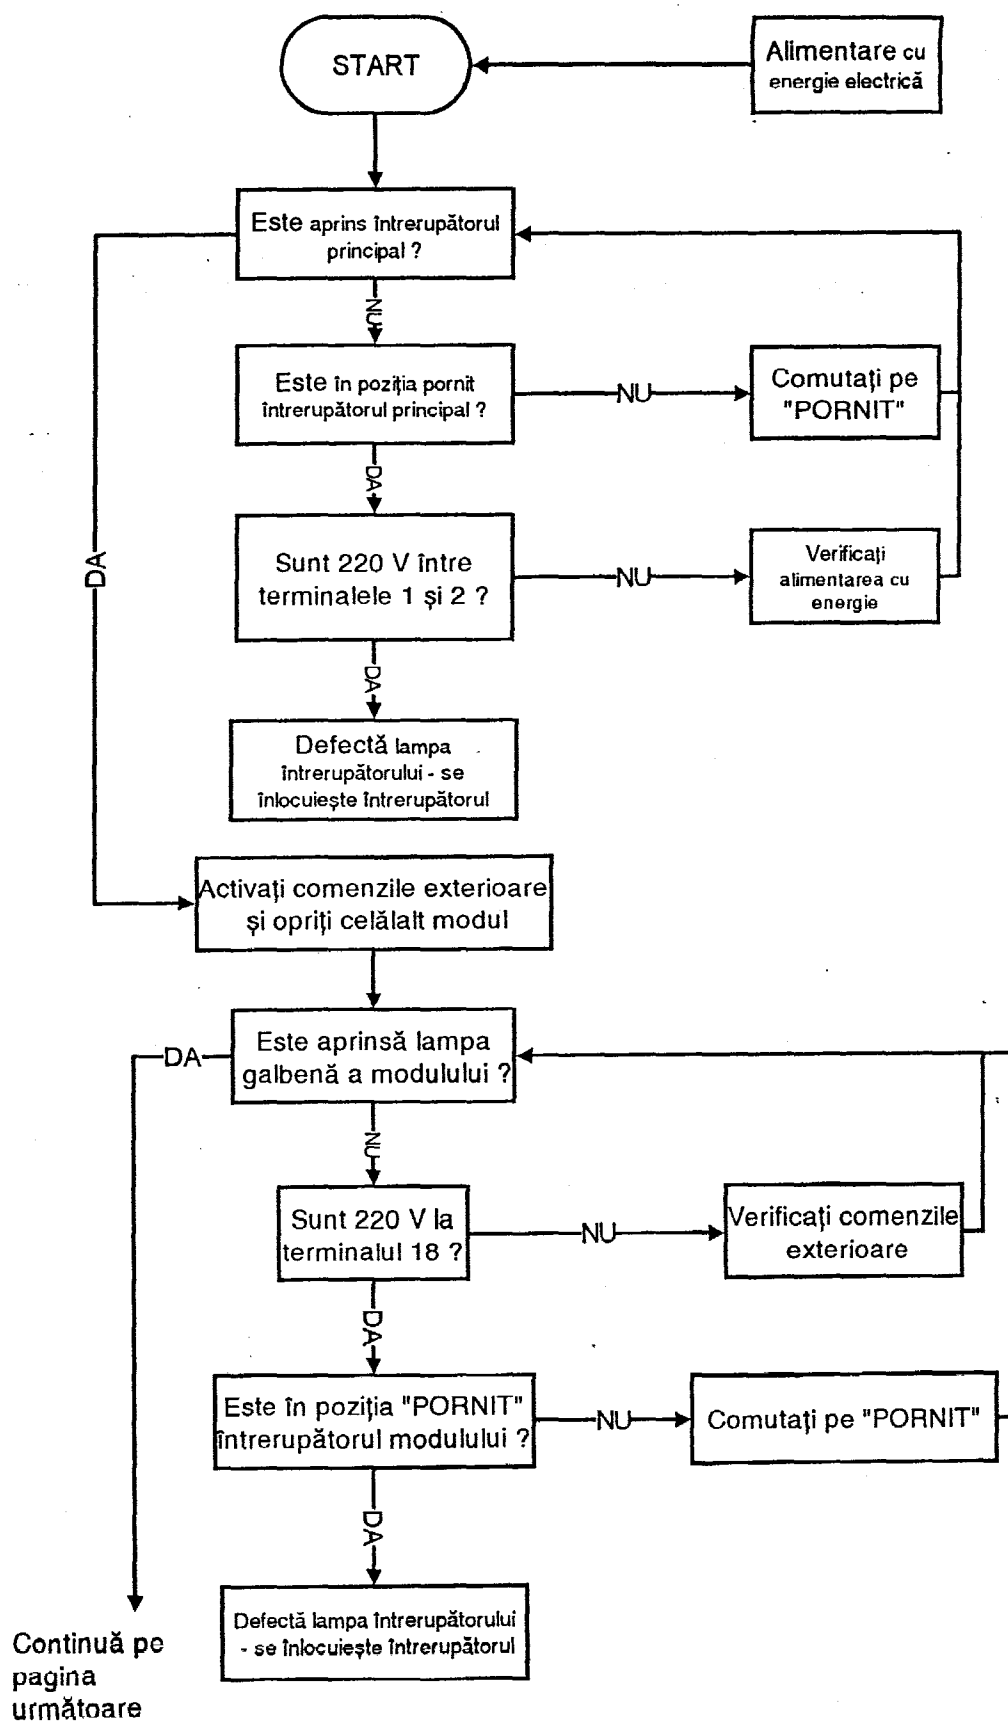 START
Alimentare cu
energie electrică
Este aprins întrerupătorul
principal ?
NU
Este în poziția pornit
întrerupătorul principal ?
NU
Comutați pe
"PORNIT"
DA
DA
Sunt 220 V între
terminalele 1 și 2 ?
NU
Verificați
alimentarea cu
energie
DA
Defectă lampa
întrerupătorului - se
înlocuiește întrerupătorul
Activați comenzile exterioare
și opriți celălalt modul
Este aprinsă lampa
galbenă a modulului ?
DA
NU
Sunt 220 V la
terminalul 18 ?
NU
Verificați comenzile
exterioare
DA
Este în poziția "PORNIT"
întrerupătorul modulului ?
NU
Comutați pe "PORNIT"
DA
Defectă lampa întrerupătorului
- se înlocuiește întrerupătorul
Continuă pe
pagina
următoare